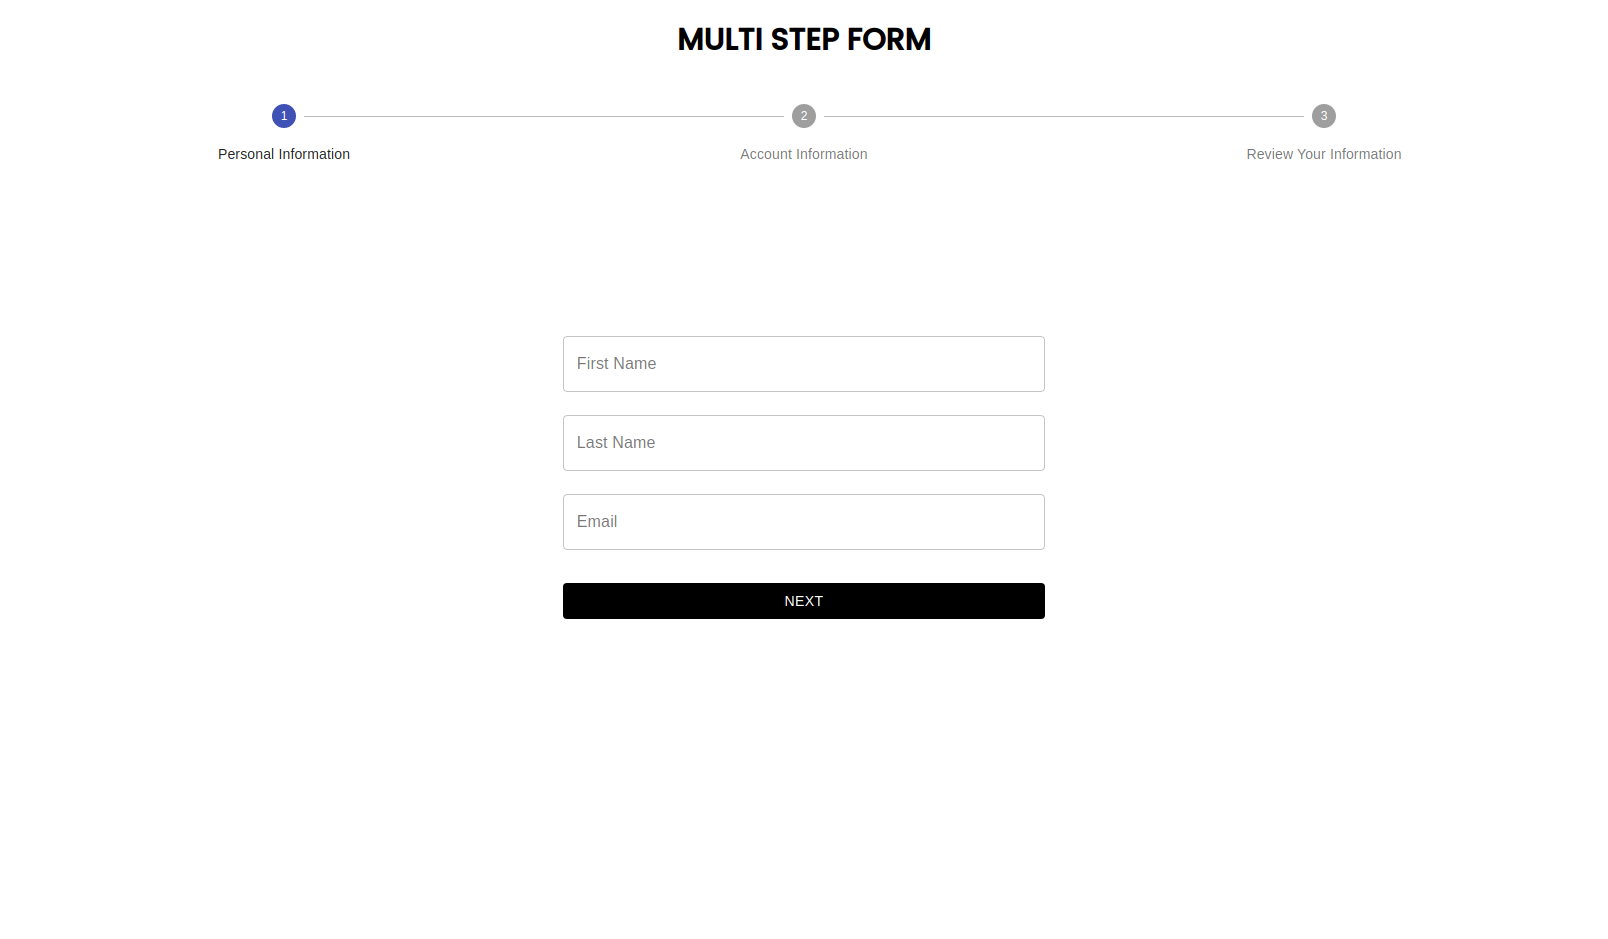 MULTI STEP FORM
1
2
3
Personal Information
Account Information
Review Your Information
First Name
Last Name
Email
NEXT